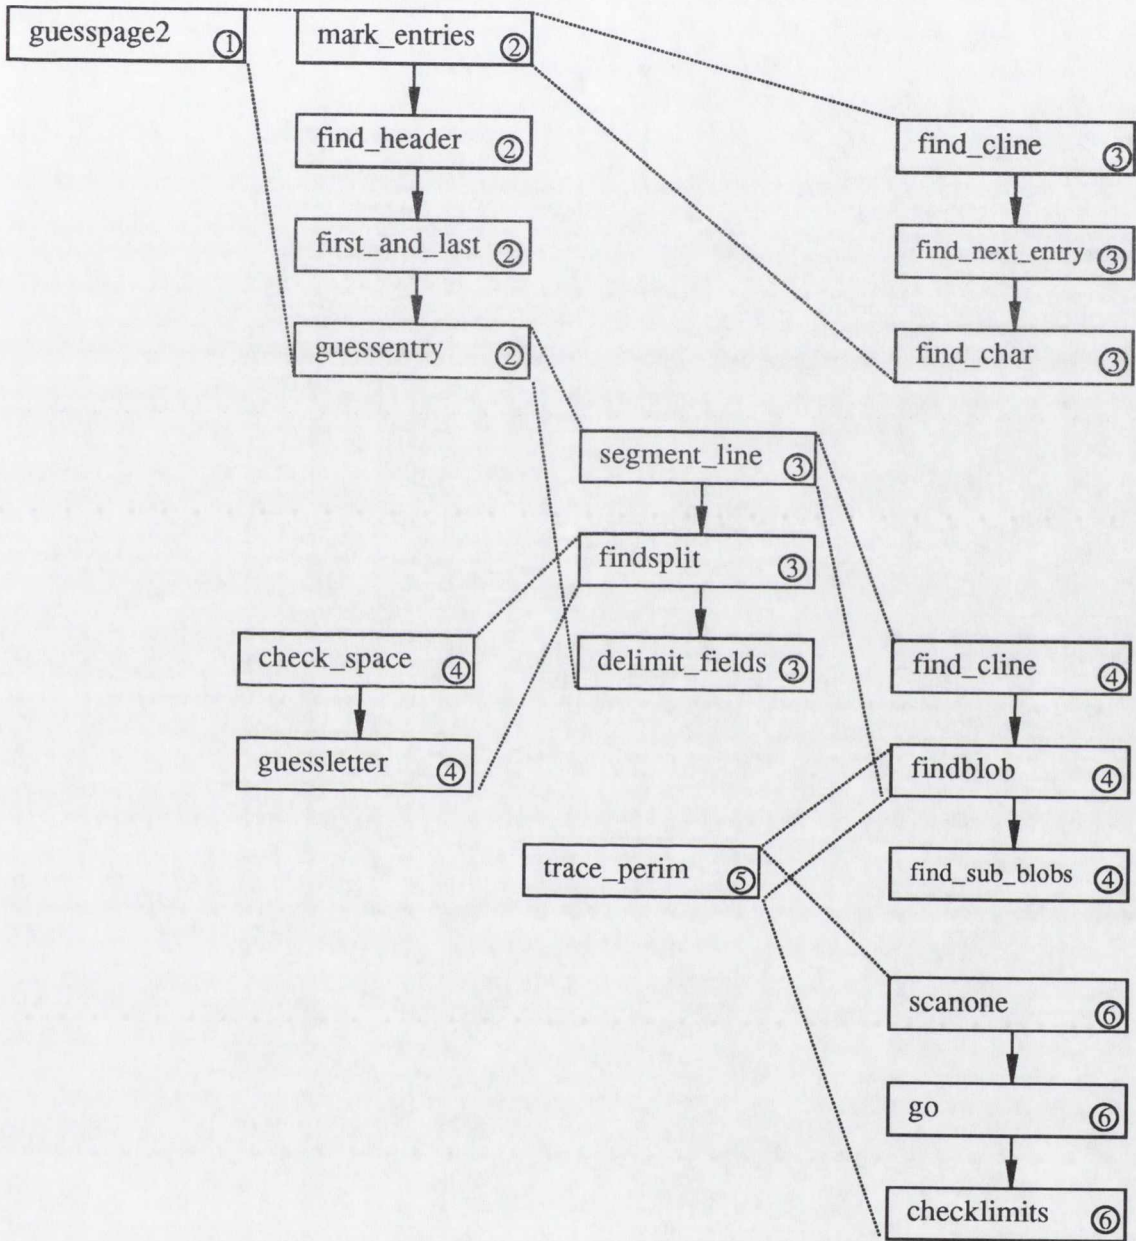 guesspage2 ①
mark_entries ②
find_header ②
first_and_last ②
guessentry ②
find_cline ③
find_next_entry ③
find_char ③
segment_line ③
findsplit ③
delimit_fields ③
check_space ④
guessletter ④
find_cline ④
findblob ④
find_sub_blobs ④
trace_perim ⑤
scanone ⑥
go ⑥
checklimits ⑥